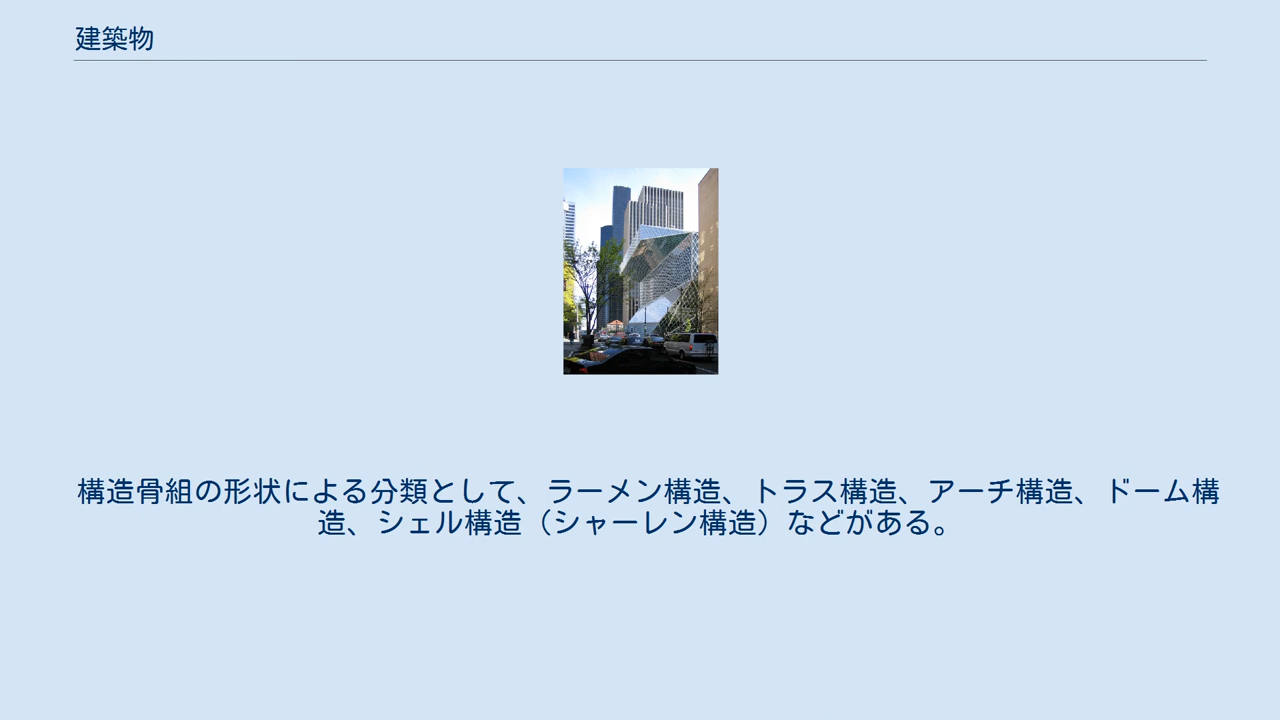 建築物
構造骨組の形状による分類として、ラーメン構造、トラス構造、アーチ構造、ドーム構
造、シェル構造（シャーレン構造）などがある。